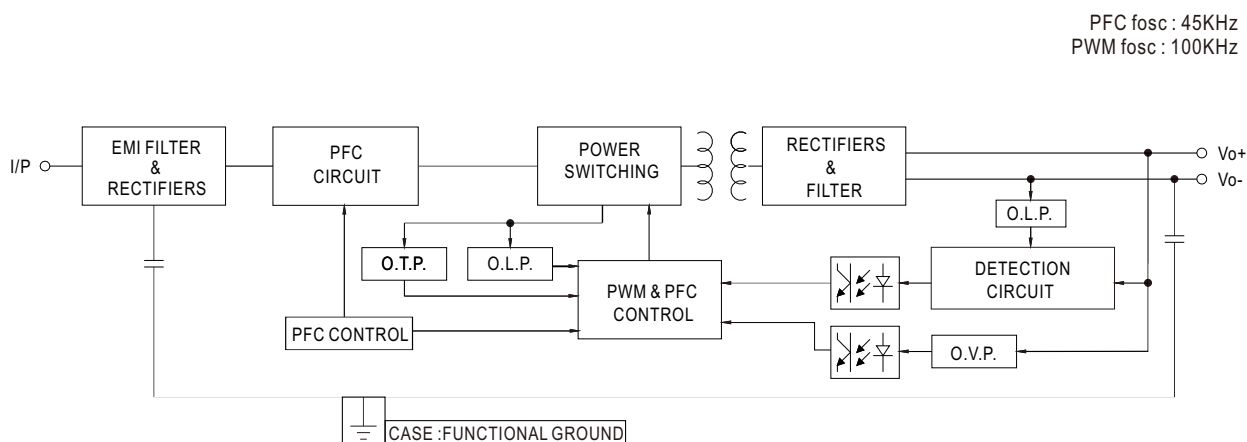 PFC fosc : 45KHz
PWM fosc : 100KHz
I/P
EMI FILTER
&
RECTIFIERS
PFC
CIRCUIT
POWER
SWITCHING
RECTIFIERS
&
FILTER
Vo+
Vo-
O.L.P.
O.T.P.
O.L.P.
DETECTION
CIRCUIT
PWM & PFC
CONTROL
PFC CONTROL
O.V.P.
CASE :FUNCTIONAL GROUND